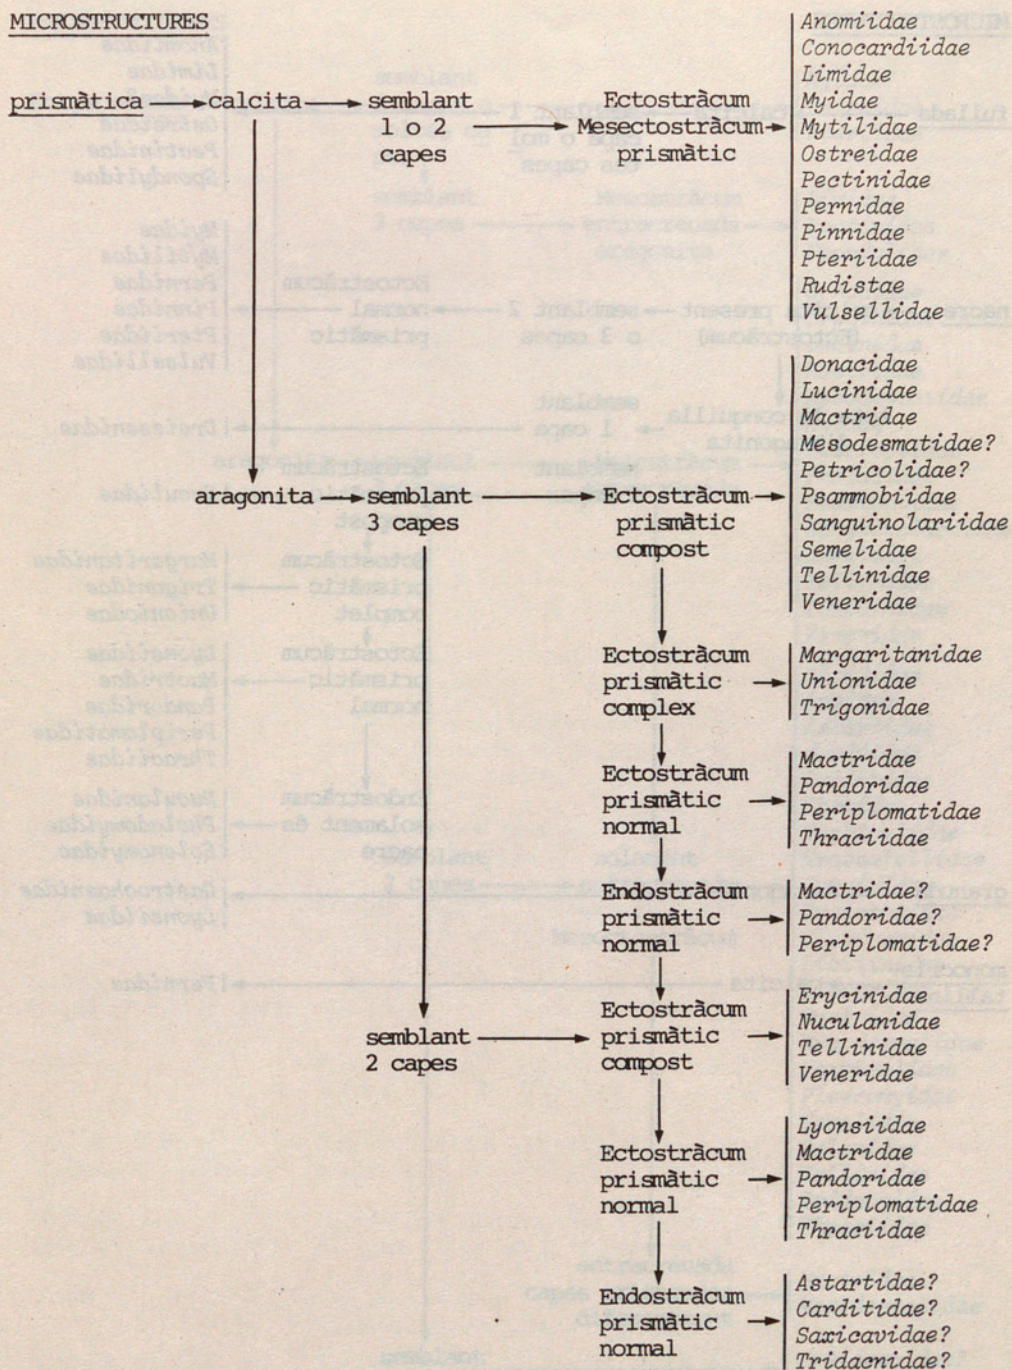 MICROSTRUCTURES
prismàtica
calcita
semblant
1 o 2
capes
Ectostràcum
Mesectostràcum
prismàtic
Anomiidae
Conocardiidae
Limidae
Myidae
Mytilidae
Ostreidae
Pectinidae
Pernidae
Pinnidae
Pteriidae
Rudistae
Vulsellidae
aragonita
semblant
3 capes
Ectostràcum
prismàtic
compost
Donacidae
Lucinidae
Mactridae
Mesodesmatidae?
Petricolidae?
Psammobiidae
Sanguinolariidae
Semelidae
Tellinidae
Veneridae
Ectostràcum
prismàtic
complex
Margaritanidae
Unionidae
Trigonidae
Ectostràcum
prismàtic
normal
Mactridae
Pandoridae
Periplomatidae
Thraciidae
Endostràcum
prismàtic
normal
Mactridae?
Pandoridae?
Periplomatidae?
semblant
2 capes
Ectostràcum
prismàtic
compost
Erycinidae
Nuculanidae
Tellinidae
Veneridae
Ectostràcum
prismàtic
normal
Lyonsiidae
Mactridae
Pandoridae
Periplomatidae
Thraciidae
Endostràcum
prismàtic
normal
Astartidae?
Carditidae?
Saxicavidae?
Tridacnidae?